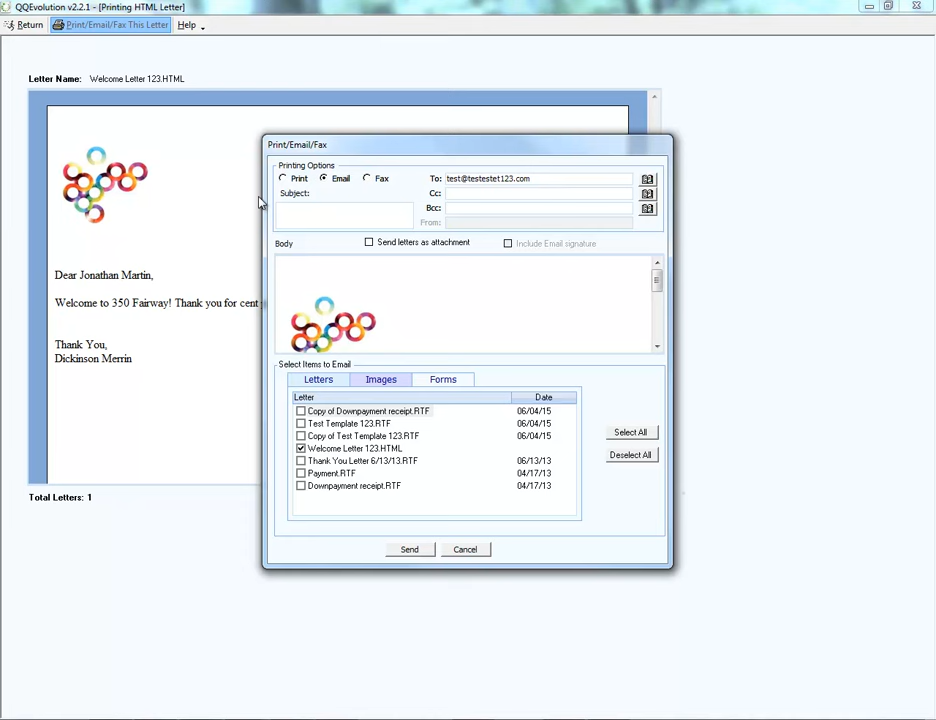 QQEvolution v2.2.1 - [Printing HTML Letter]
Return Print/Email/Fax This Letter Help
Letter Name: Welcome Letter 123.HTML
Dear Jonathan Martin,
Welcome to 350 Fairway! Thank you for cent
Thank You,
Dickinson Merrin
Total Letters: 1
Print/Email/Fax
Printing Options
Print Email Fax To: test@testestet123.com
Subject: Cc:
Bcc:
From:
Body Send letters as attachment Include Email signature
Select Items to Email
Letters Images Forms
Letter Date
Copy of Downpayment receipt.RTF 06/04/15
Test Template 123.RTF 06/04/15
Copy of Test Template 123.RTF 06/04/15
Welcome Letter 123.HTML
Thank You Letter 6/13/13.RTF 06/13/13
Payment.RTF 04/17/13
Downpayment receipt.RTF 04/17/13
Select All
Deselect All
Send Cancel